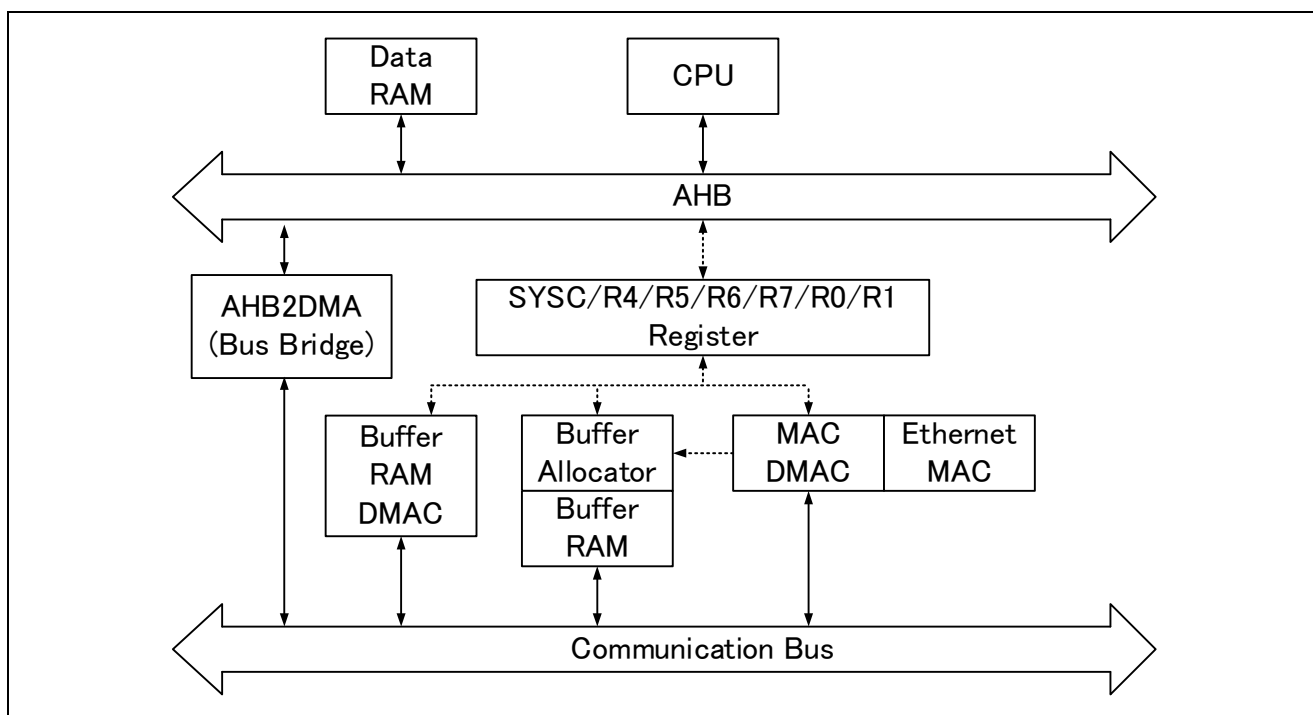 Data
RAM
CPU
AHB
AHB2DMA
(Bus Bridge)
SYSC/R4/R5/R6/R7/R0/R1
Register
Buffer
RAM
DMAC
Buffer
Allocator
Buffer
RAM
MAC
DMAC
Ethernet
MAC
Communication Bus